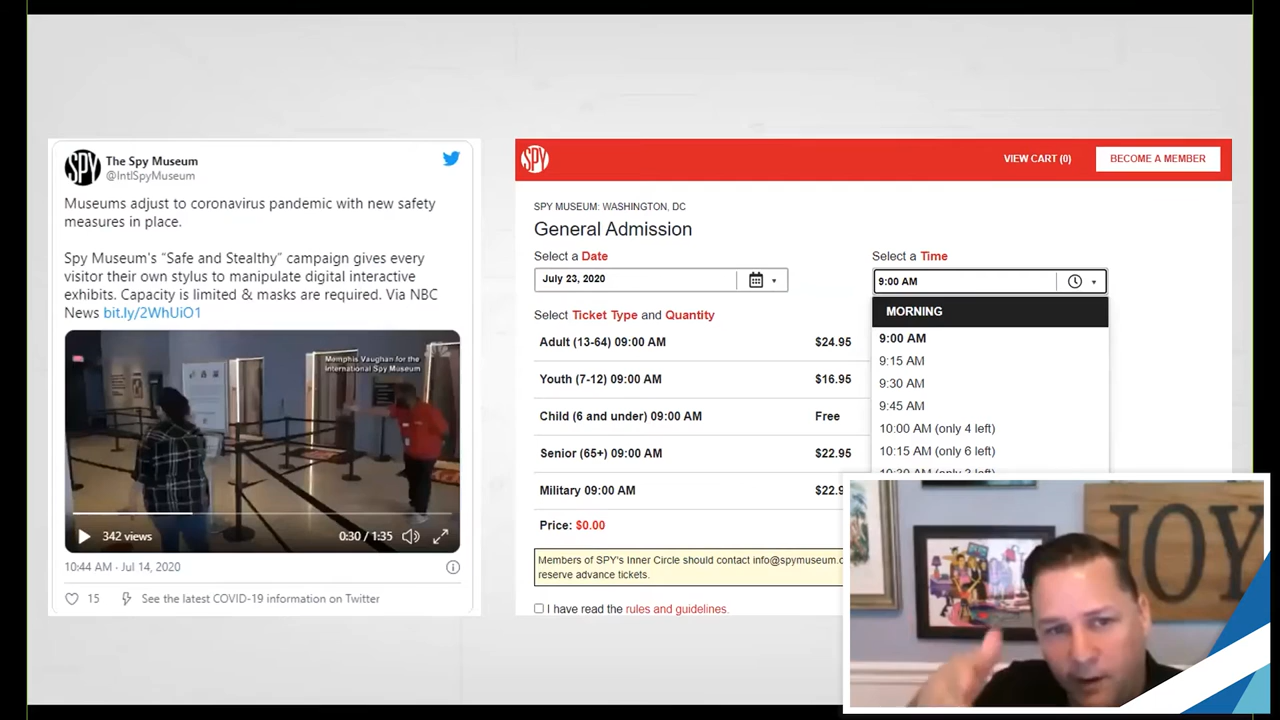 SPY
The Spy Museum
@IntlSpyMuseum
Museums adjust to coronavirus pandemic with new safety
measures in place.
Spy Museum's “Safe and Stealthy” campaign gives every
visitor their own stylus to manipulate digital interactive
exhibits. Capacity is limited & masks are required. Via NBC
News bit.ly/2WhUiO1
Memphis Vaughan for the
International Spy Museum
342 views
0:30 / 1:35
10:44 AM · Jul 14, 2020
15
See the latest COVID-19 information on Twitter
SPY
VIEW CART (0)
BECOME A MEMBER
SPY MUSEUM: WASHINGTON, DC
General Admission
Select a Date
July 23, 2020
Select Ticket Type and Quantity
Adult (13-64) 09:00 AM $24.95
Youth (7-12) 09:00 AM $16.95
Child (6 and under) 09:00 AM Free
Senior (65+) 09:00 AM $22.95
Military 09:00 AM $22.9
Price: $0.00
Members of SPY's Inner Circle should contact info@spymuseum.
reserve advance tickets.
I have read the rules and guidelines.
Select a Time
9:00 AM
MORNING
9:00 AM
9:15 AM
9:30 AM
9:45 AM
10:00 AM (only 4 left)
10:15 AM (only 6 left)
JOY